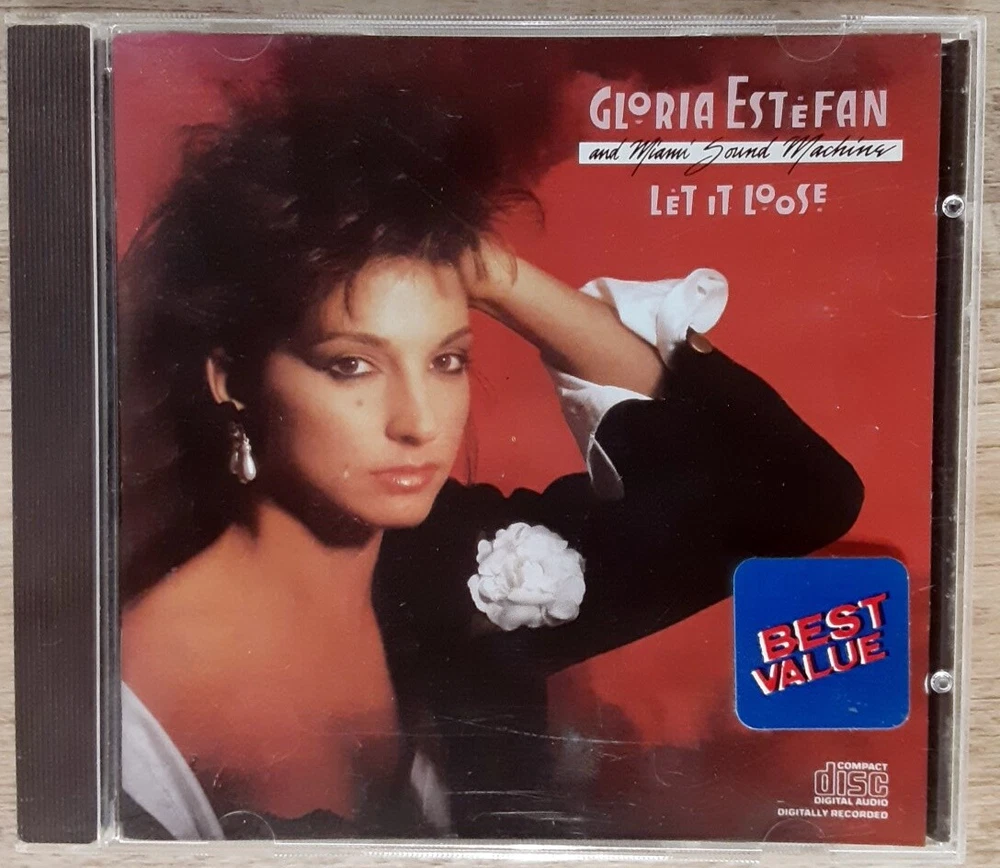 GLORIA ESTEFAN
and Miami Sound Machine
LET IT LOOSE
BEST
VALUE
COMPACT
disc
DIGITAL AUDIO
DIGITALLY RECORDED